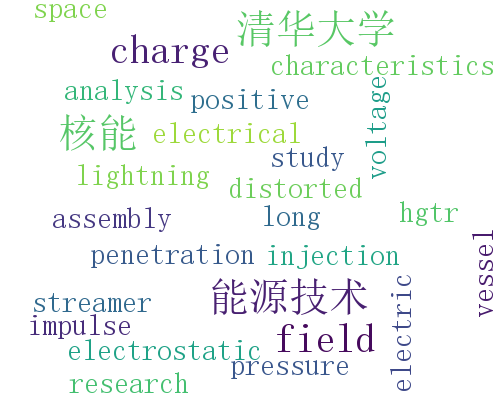 space
清华大学
charge
characteristics
analysis
positive
voltage
核能
electrical
study
lightning
distorted
assembly
long
hgtr
penetration
injection
vessel
能源技术
electric
streamer
impulse
field
electrostatic
pressure
research